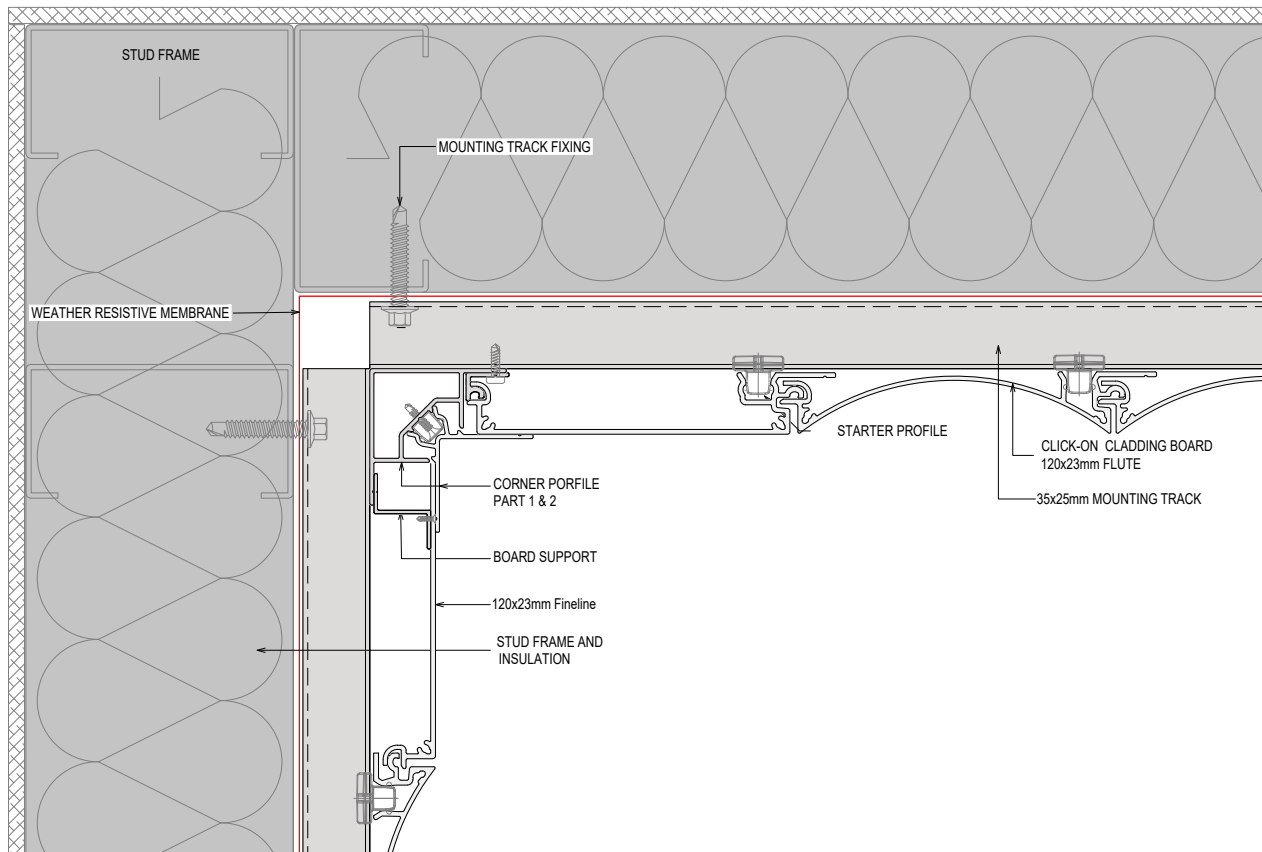 STUD FRAME
MOUNTING TRACK FIXING
WEATHER RESISTIVE MEMBRANE
STARTER PROFILE
CLICK-ON CLADDING BOARD
120x23mm FLUTE
CORNER PORFILE
PART 1 & 2
35x25mm MOUNTING TRACK
BOARD SUPPORT
120x23mm Fineline
STUD FRAME AND
INSULATION